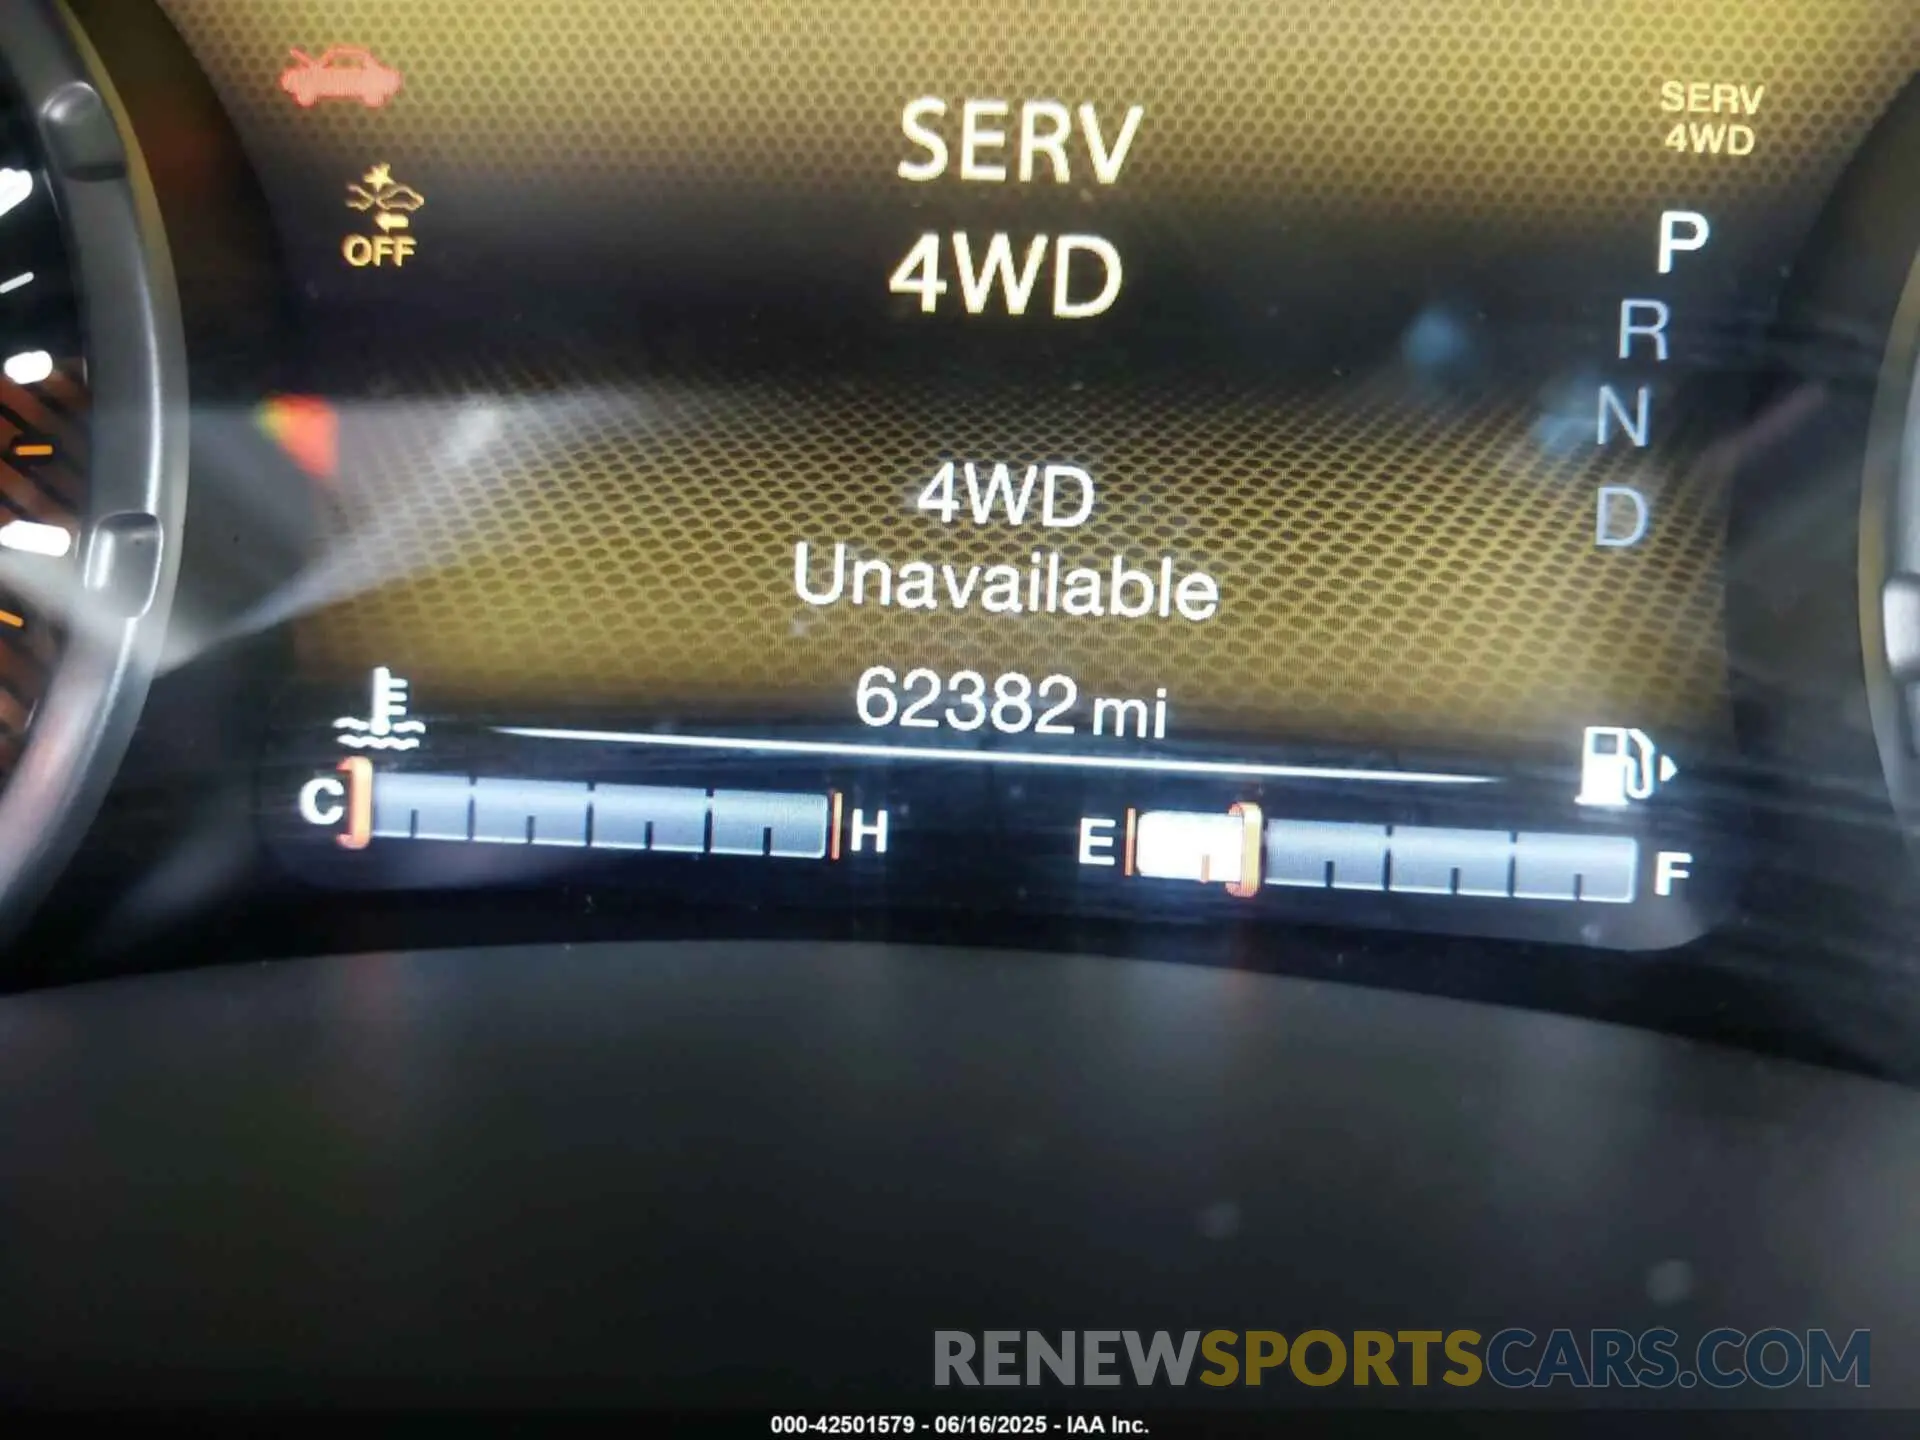 SERV
4WD
SERV
4WD
OFF
P
R
N
D
4WD
Unavailable
62382 mi
C H E F
RENEWSPORTSCARS.COM
000-42501579 - 06/16/2025 - IAA Inc.